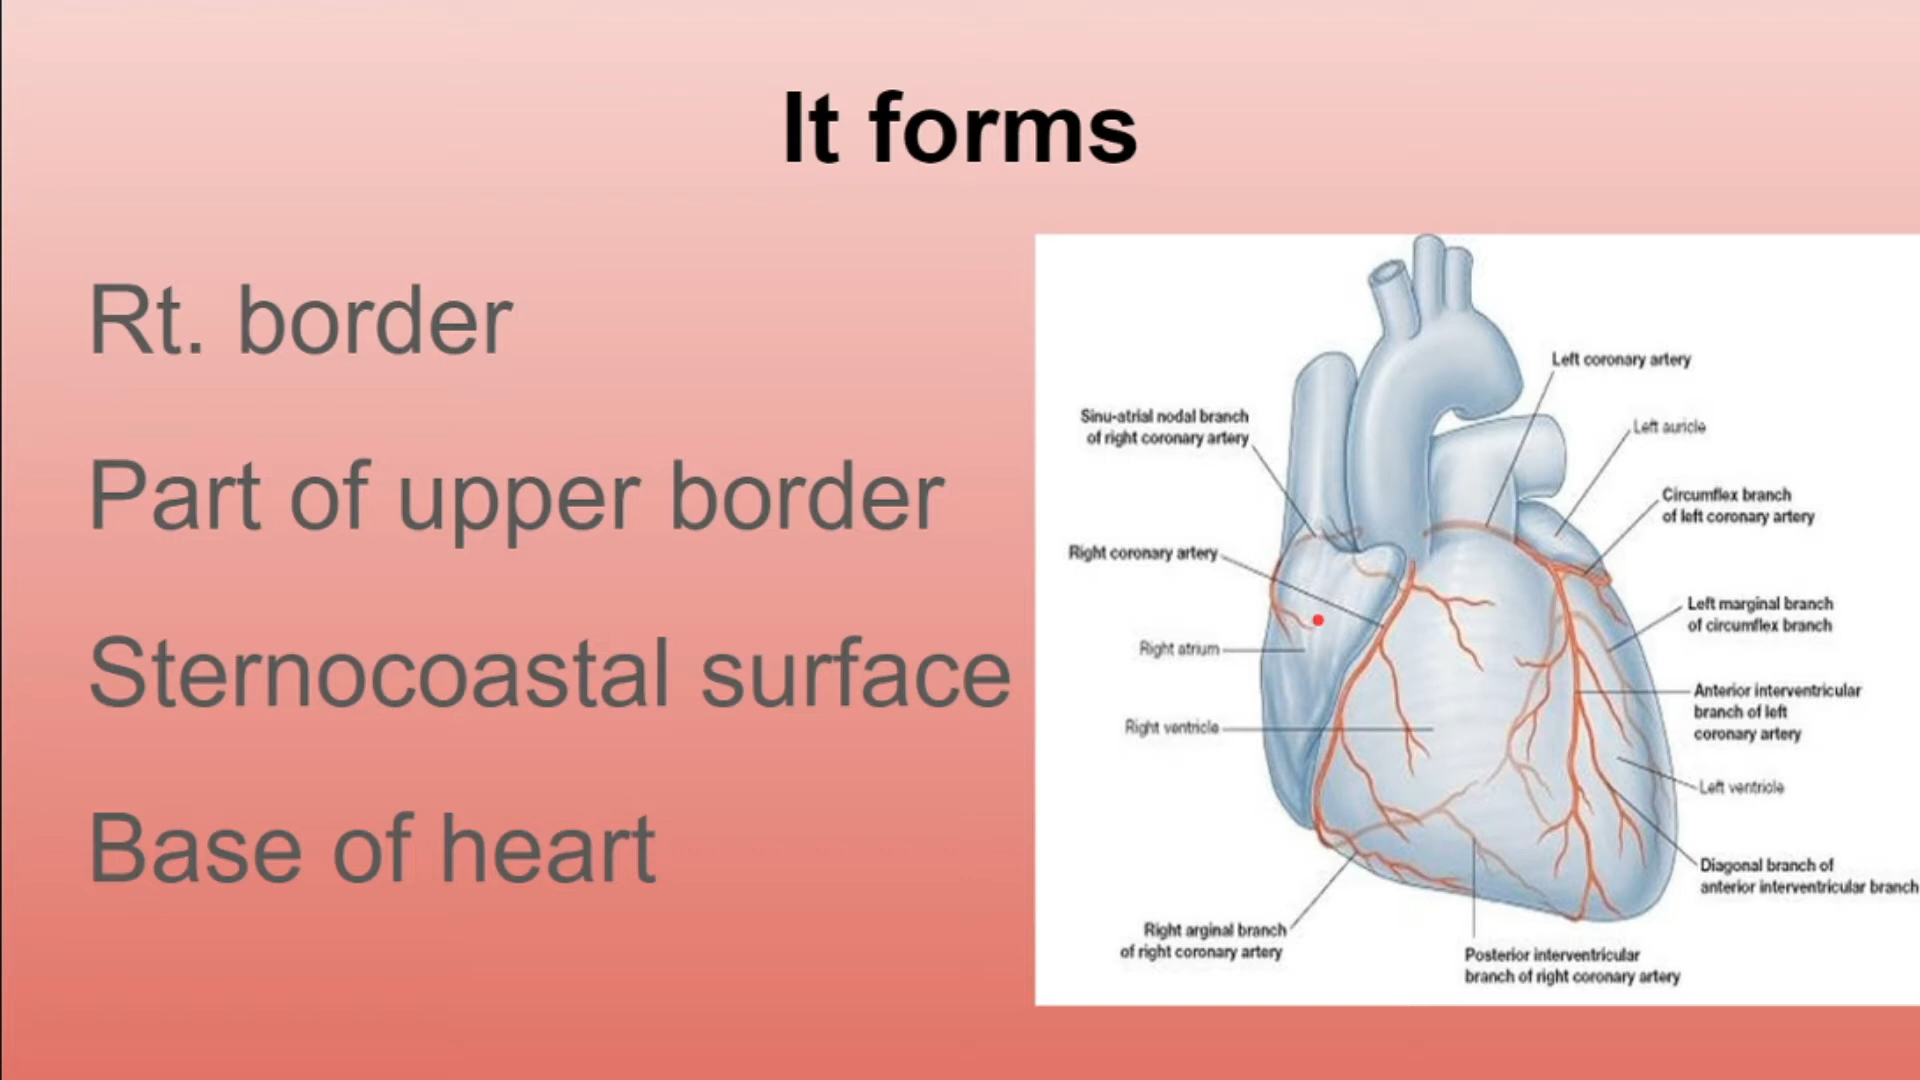 It forms
Rt. border
Part of upper border
Sternocoastal surface
Base of heart
Left coronary artery
Sinu-atrial nodal branch
of right coronary artery
Left auricle
Circumflex branch
of left coronary artery
Right coronary artery
Left marginal branch
of circumflex branch
Right atrium
Anterior interventricular
branch of left
coronary artery
Right ventricle
Left ventricle
Diagonal branch of
anterior interventricular branch
Right arginal branch
of right coronary artery
Posterior interventricular
branch of right coronary artery